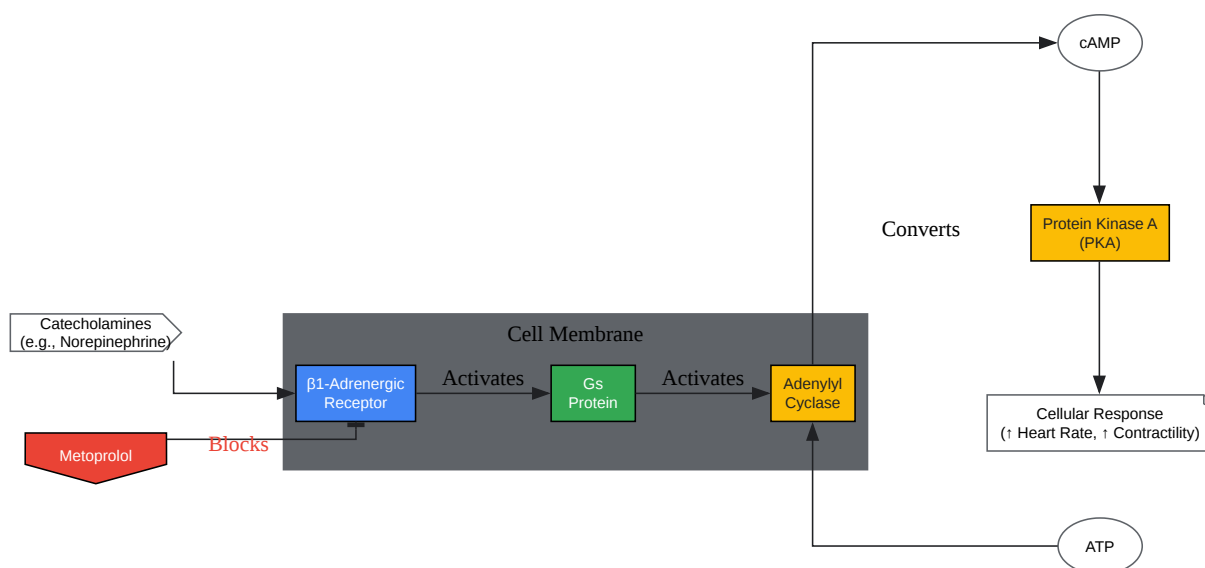 cAMP
Protein Kinase A
(PKA)
Converts
Catecholamines
(e.g., Norepinephrine)
Cell Membrane
β1-Adrenergic
Receptor
Activates
Gs
Protein
Activates
Adenylyl
Cyclase
Cellular Response
(↑ Heart Rate, ↑ Contractility)
Blocks
Metoprolol
ATP